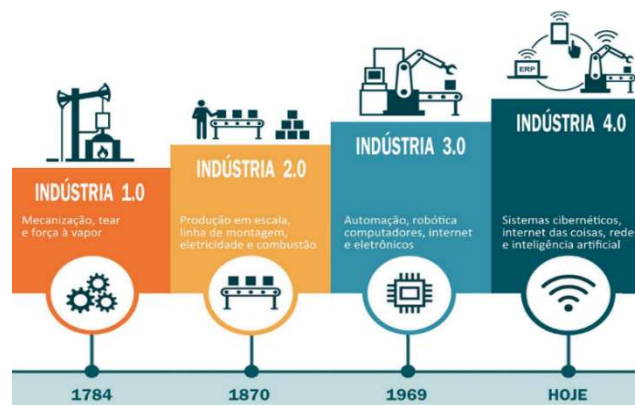 ERP
INDÚSTRIA 1.0
Mecanização, tear
e força à vapor
INDÚSTRIA 2.0
Produção em escala,
linha de montagem,
eletricidade e combustão
INDÚSTRIA 3.0
Automação, robótica
computadores, internet
e eletrônicos
INDÚSTRIA 4.0
Sistemas cibernéticos,
internet das coisas, redes
e inteligência artificial
1784
1870
1969
HOJE